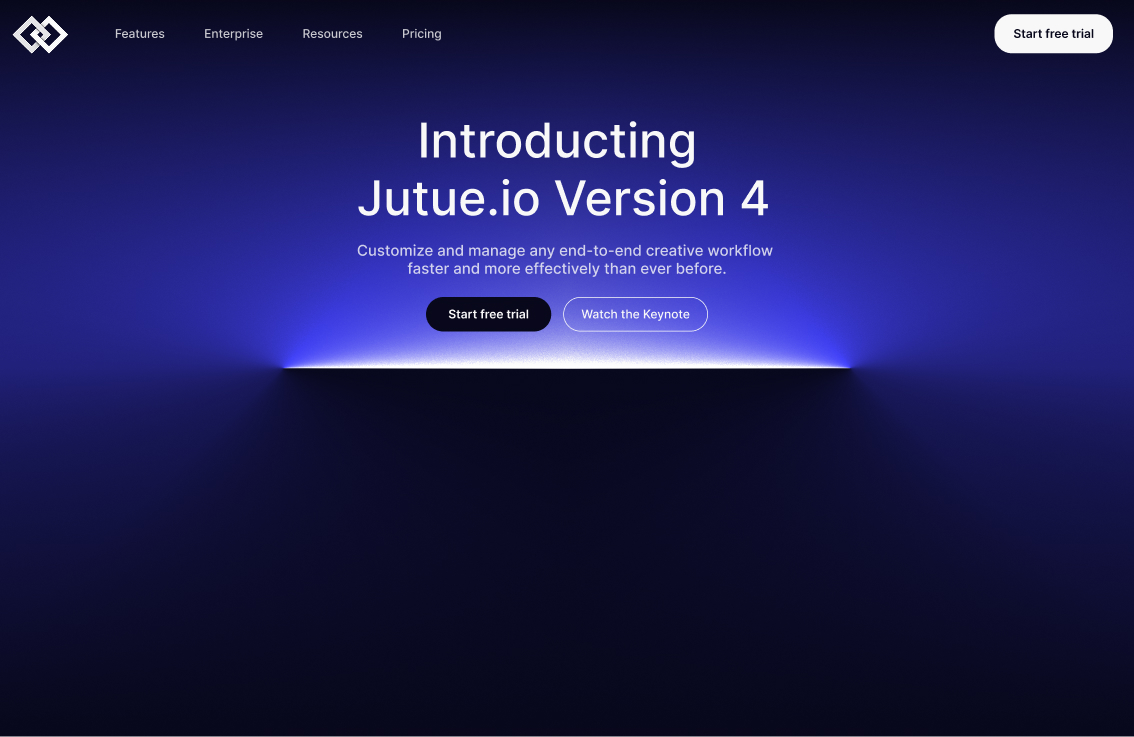 Features
Enterprise
Resources
Pricing
Start free trial
Introducting
Jutue.io Version 4
Customize and manage any end-to-end creative workflow
faster and more effectively than ever before.
Start free trial
Watch the Keynote